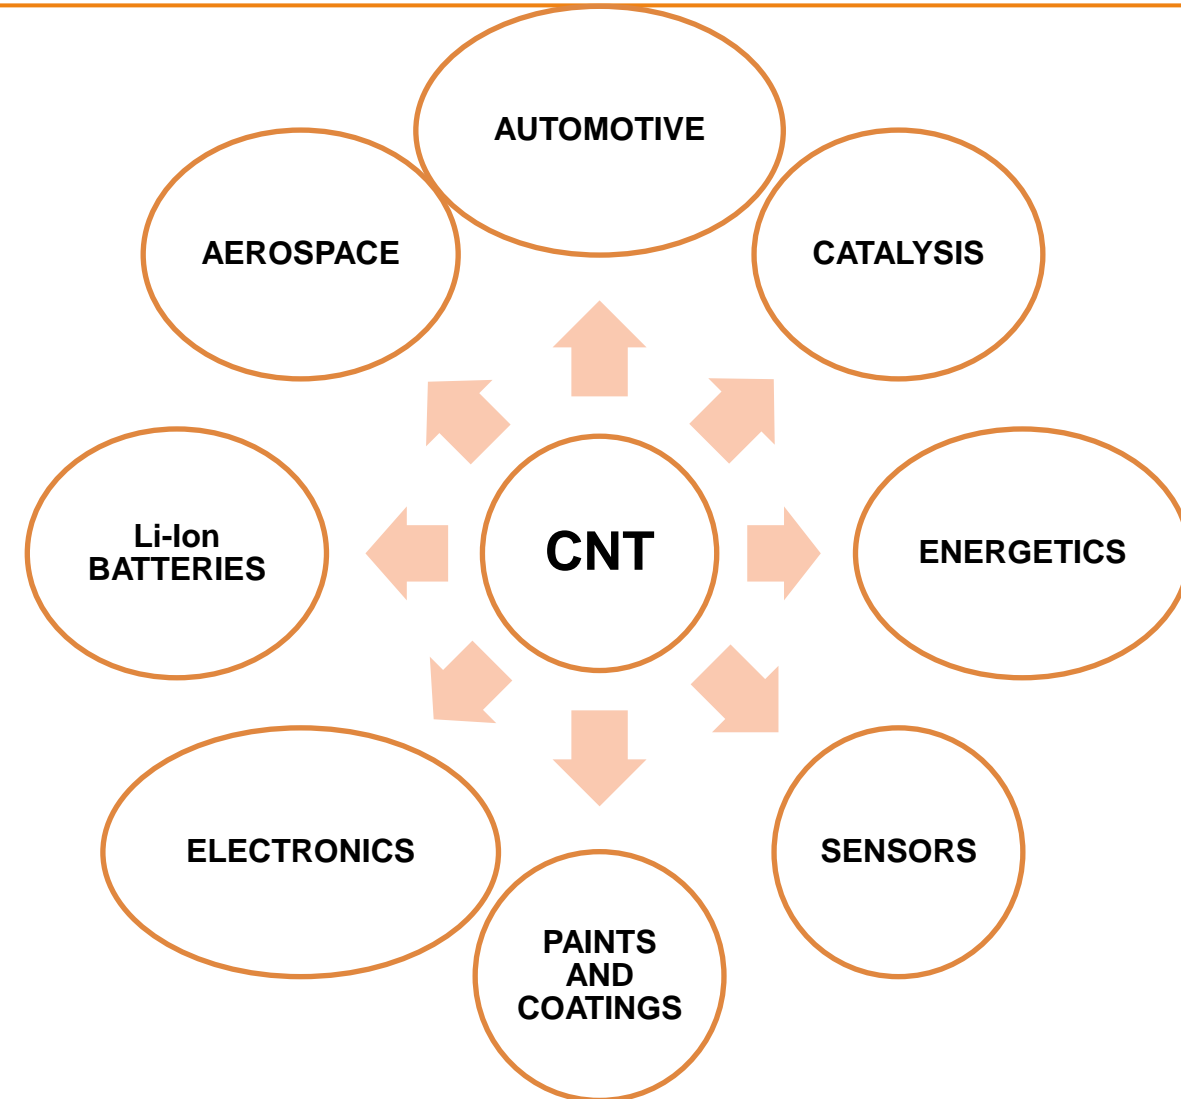 AUTOMOTIVE
AEROSPACE
CATALYSIS
Li-Ion
BATTERIES
CNT
ENERGETICS
ELECTRONICS
SENSORS
PAINTS
AND
COATINGS